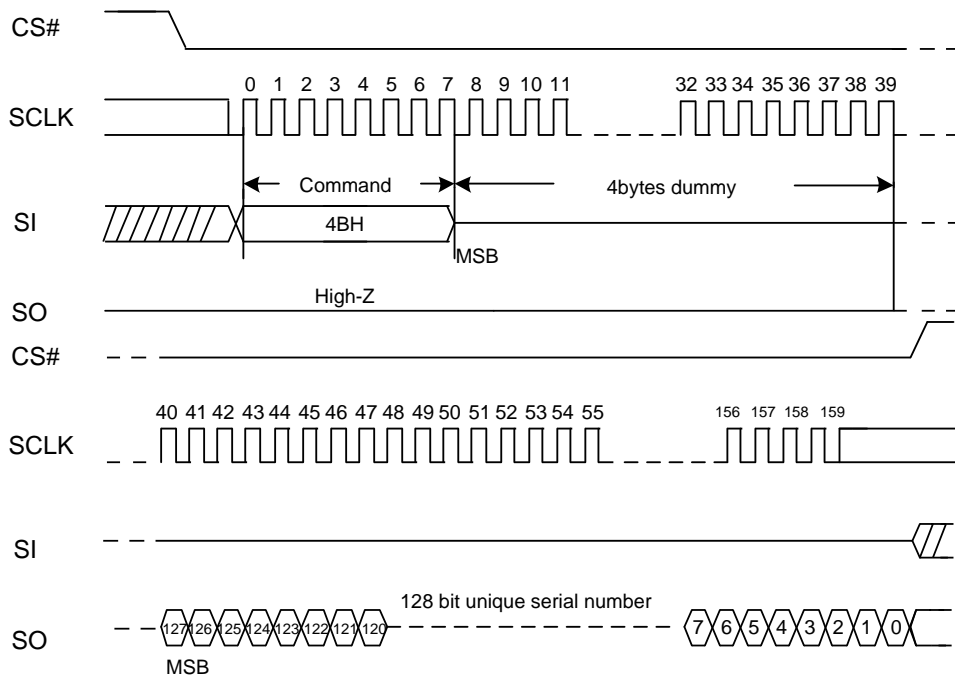 CS#
0 1 2 3 4 5 6 7 8 9 10 11 32 33 34 35 36 37 38 39
SCLK
Command 4bytes dummy
SI 4BH
MSB
High-Z
SO
CS#
40 41 42 43 44 45 46 47 48 49 50 51 52 53 54 55 156 157 158 159
SCLK
SI
128 bit unique serial number
SO 127 126 125 124 123 122 121 120 7 6 5 4 3 2 1 0
MSB